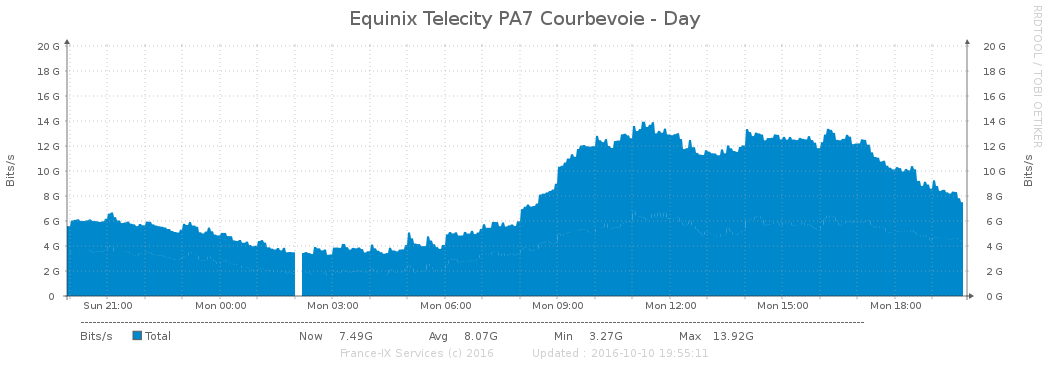 Equinix Telecity PA7 Courbevoie - Day
RRDTOOL / TOBI OETIKER
Bits/s
20 G 20 G
18 G 18 G
16 G 16 G
14 G 14 G
12 G 12 G
10 G 10 G
8 G 8 G
6 G 6 G
4 G 4 G
2 G 2 G
0 0 G
Bits/s
Sun 21:00 Mon 00:00 Mon 03:00 Mon 06:00 Mon 09:00 Mon 12:00 Mon 15:00 Mon 18:00
Bits/s Total Now 7.49G Avg 8.07G Min 3.27G Max 13.92G
France-IX Services (c) 2016 Updated : 2016-10-10 19:55:11